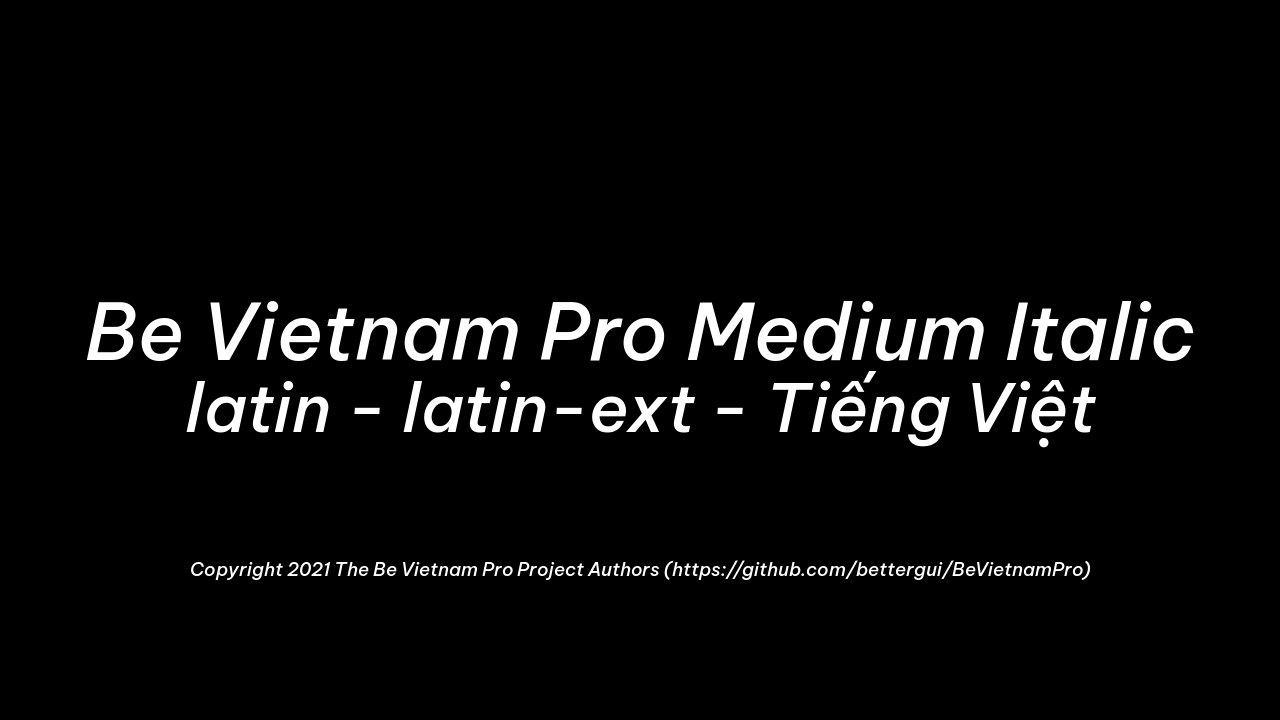 Be Vietnam Pro Medium Italic
latin - latin-ext - Tiếng Việt
Copyright 2021 The Be Vietnam Pro Project Authors (https://github.com/bettergui/BeVietnamPro)